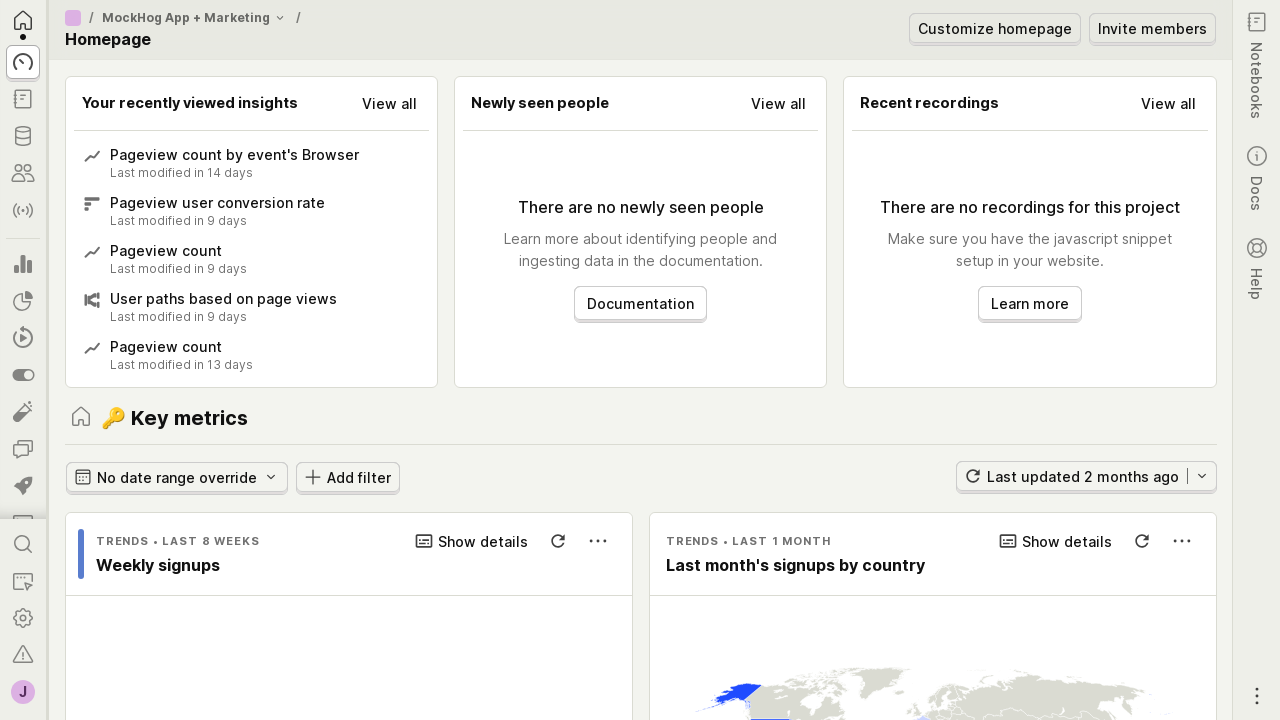 / MockHog App + Marketing /
Homepage
Customize homepage
Invite members
Your recently viewed insights
View all
Pageview count by event's Browser
Last modified in 14 days
Pageview user conversion rate
Last modified in 9 days
Pageview count
Last modified in 9 days
User paths based on page views
Last modified in 9 days
Pageview count
Last modified in 13 days
Newly seen people
View all
There are no newly seen people
Learn more about identifying people and
ingesting data in the documentation.
Documentation
Recent recordings
View all
There are no recordings for this project
Make sure you have the javascript snippet
setup in your website.
Learn more
🔑 Key metrics
No date range override
Add filter
Last updated 2 months ago
TRENDS • LAST 8 WEEKS
Show details
Weekly signups
TRENDS • LAST 1 MONTH
Show details
Last month's signups by country
Notebooks
Docs
Help
J